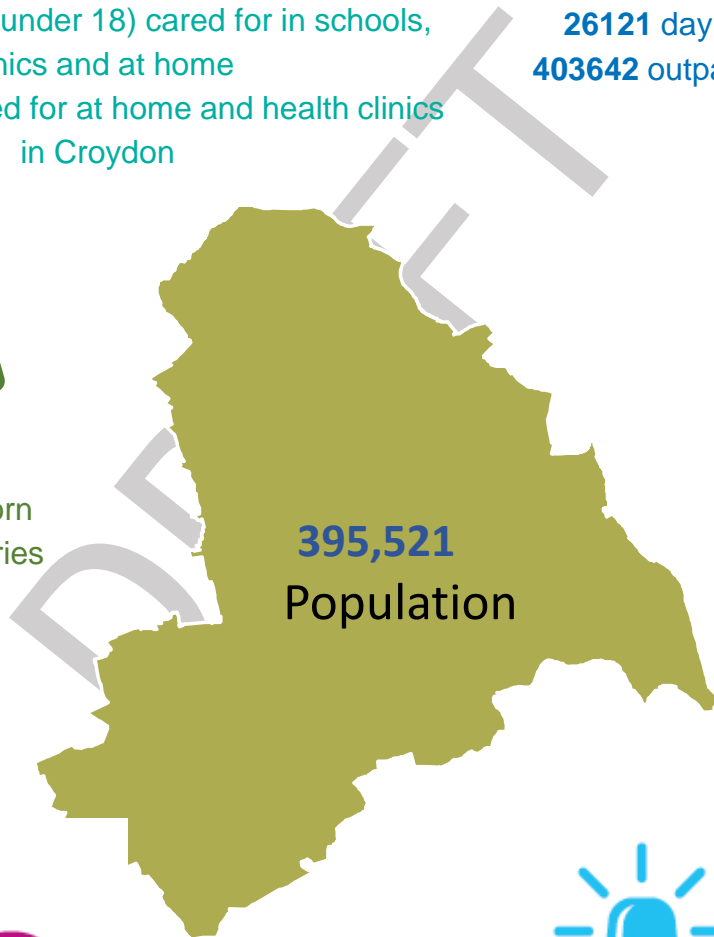 under 18) cared for in schools,
nics and at home
ed for at home and health clinics
in Croydon
26121 day
403642 outpa
orn
ries
395,521
Population
DRAFT